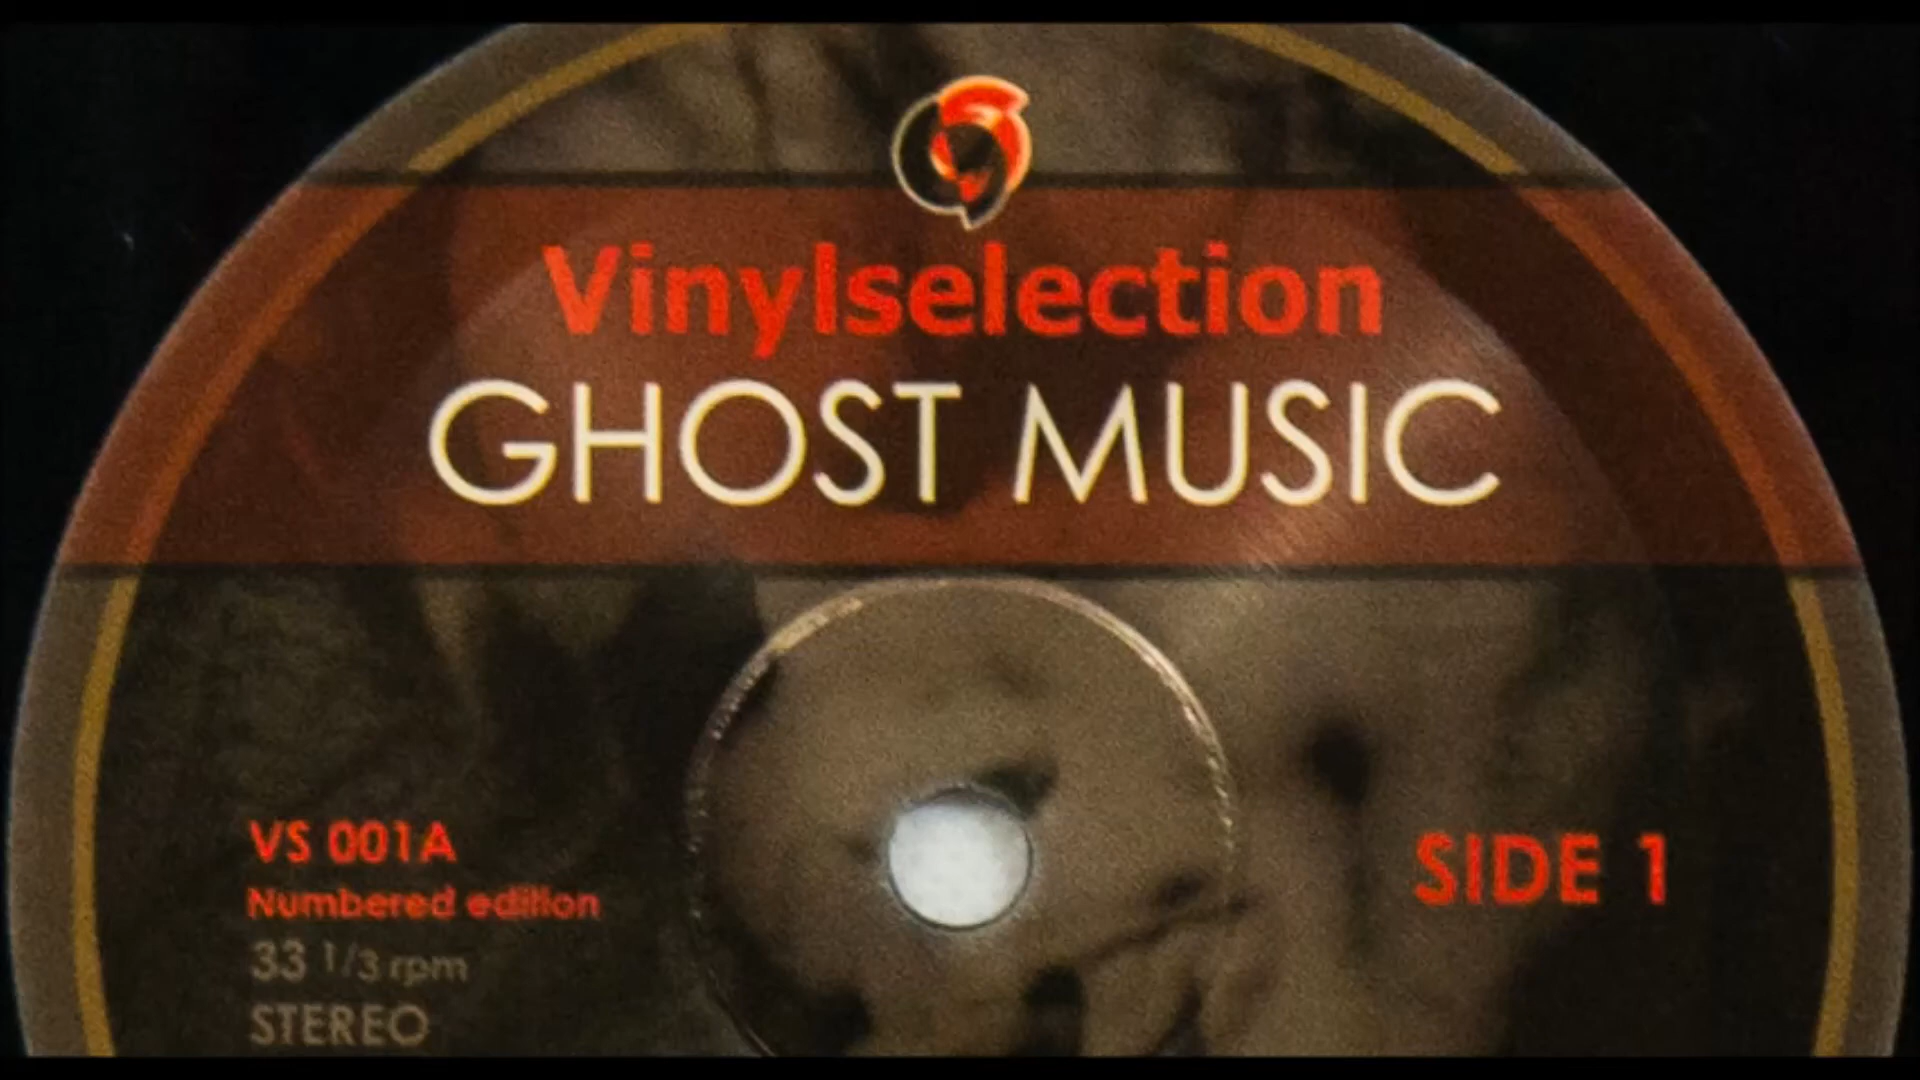 Vinylselection
GHOST MUSIC
VS 001A
Numbered edition
33 1/3 rpm
STEREO
SIDE 1